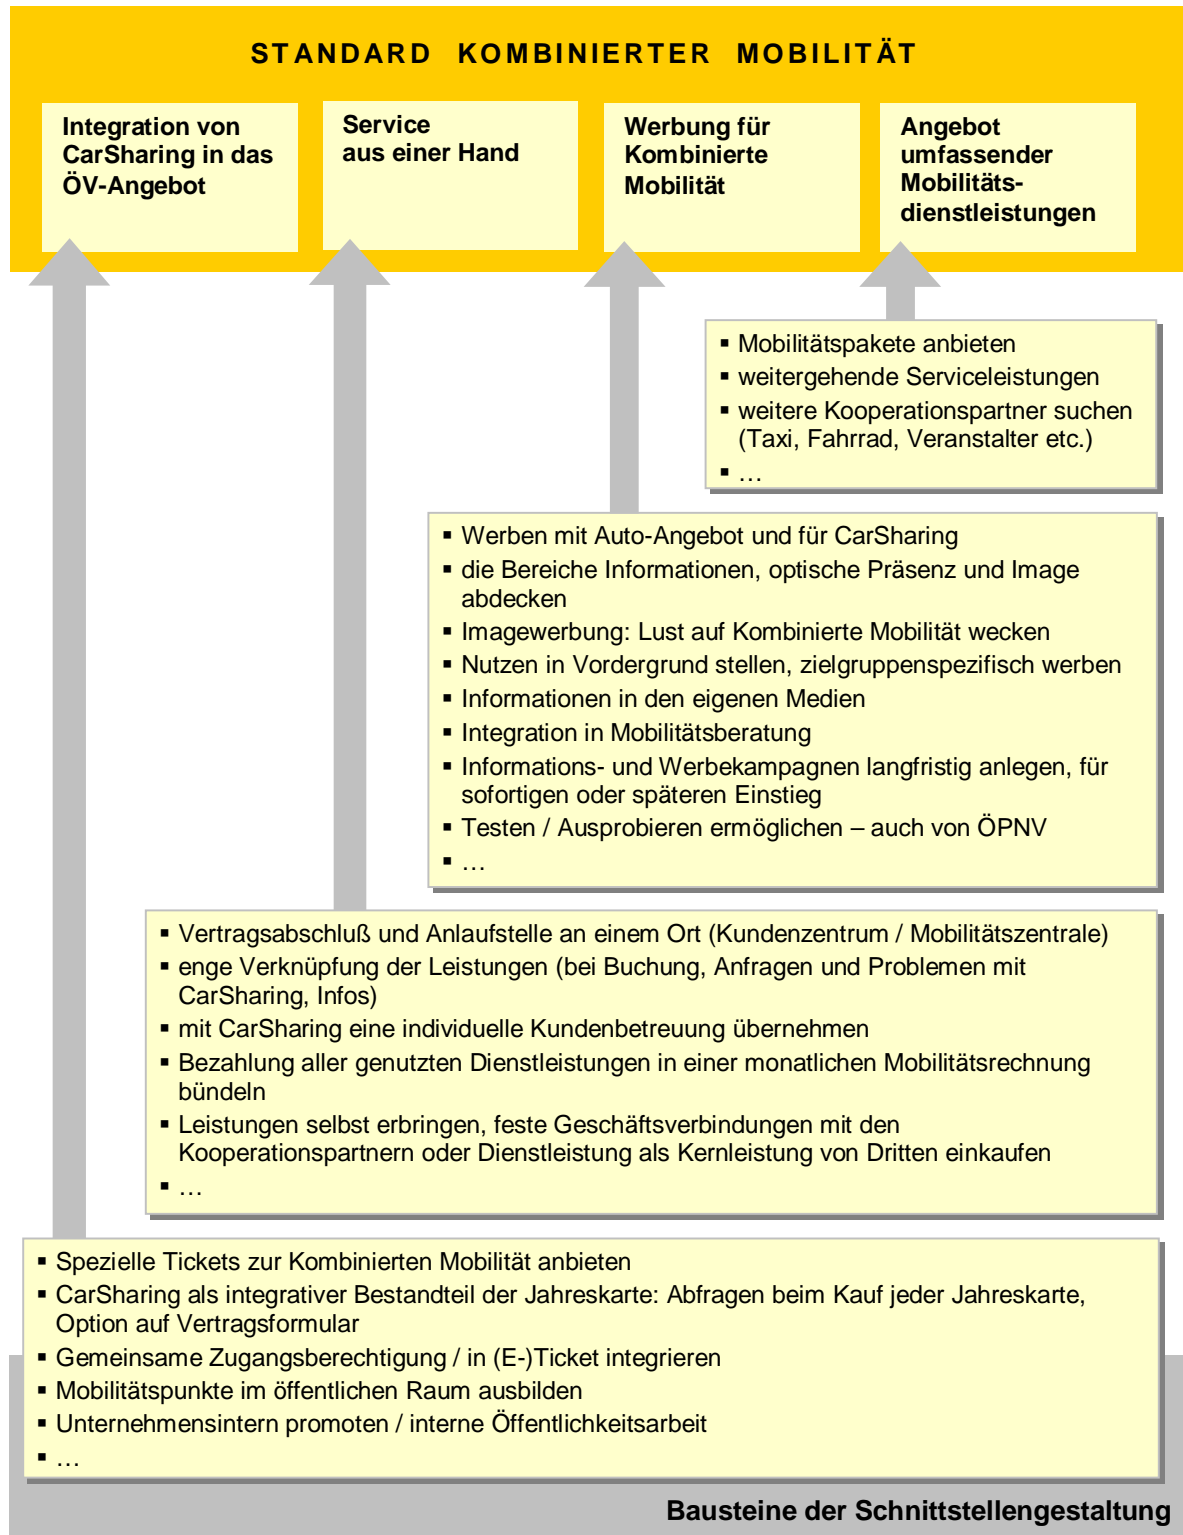 STANDARD KOMBINIERTER MOBILITÄT
Integration von
CarSharing in das
ÖV-Angebot
Service
aus einer Hand
Werbung für
Kombinierte
Mobilität
Angebot
umfassender
Mobilitäts-
dienstleistungen
▪ Mobilitätspakete anbieten
▪ weitergehende Serviceleistungen
▪ weitere Kooperationspartner suchen
(Taxi, Fahrrad, Veranstalter etc.)
▪ …
▪ Werben mit Auto-Angebot und für CarSharing
▪ die Bereiche Informationen, optische Präsenz und Image
abdecken
▪ Imagewerbung: Lust auf Kombinierte Mobilität wecken
▪ Nutzen in Vordergrund stellen, zielgruppenspezifisch werben
▪ Informationen in den eigenen Medien
▪ Integration in Mobilitätsberatung
▪ Informations- und Werbekampagnen langfristig anlegen, für
sofortigen oder späteren Einstieg
▪ Testen / Ausprobieren ermöglichen – auch von ÖPNV
▪ …
▪ Vertragsabschluß und Anlaufstelle an einem Ort (Kundenzentrum / Mobilitätszentrale)
▪ enge Verknüpfung der Leistungen (bei Buchung, Anfragen und Problemen mit
CarSharing, Infos)
▪ mit CarSharing eine individuelle Kundenbetreuung übernehmen
▪ Bezahlung aller genutzten Dienstleistungen in einer monatlichen Mobilitätsrechnung
bündeln
▪ Leistungen selbst erbringen, feste Geschäftsverbindungen mit den
Kooperationspartnern oder Dienstleistung als Kernleistung von Dritten einkaufen
▪ …
▪ Spezielle Tickets zur Kombinierten Mobilität anbieten
▪ CarSharing als integrativer Bestandteil der Jahreskarte: Abfragen beim Kauf jeder Jahreskarte,
Option auf Vertragsformular
▪ Gemeinsame Zugangsberechtigung / in (E-)Ticket integrieren
▪ Mobilitätspunkte im öffentlichen Raum ausbilden
▪ Unternehmensintern promoten / interne Öffentlichkeitsarbeit
▪ …
Bausteine der Schnittstellengestaltung